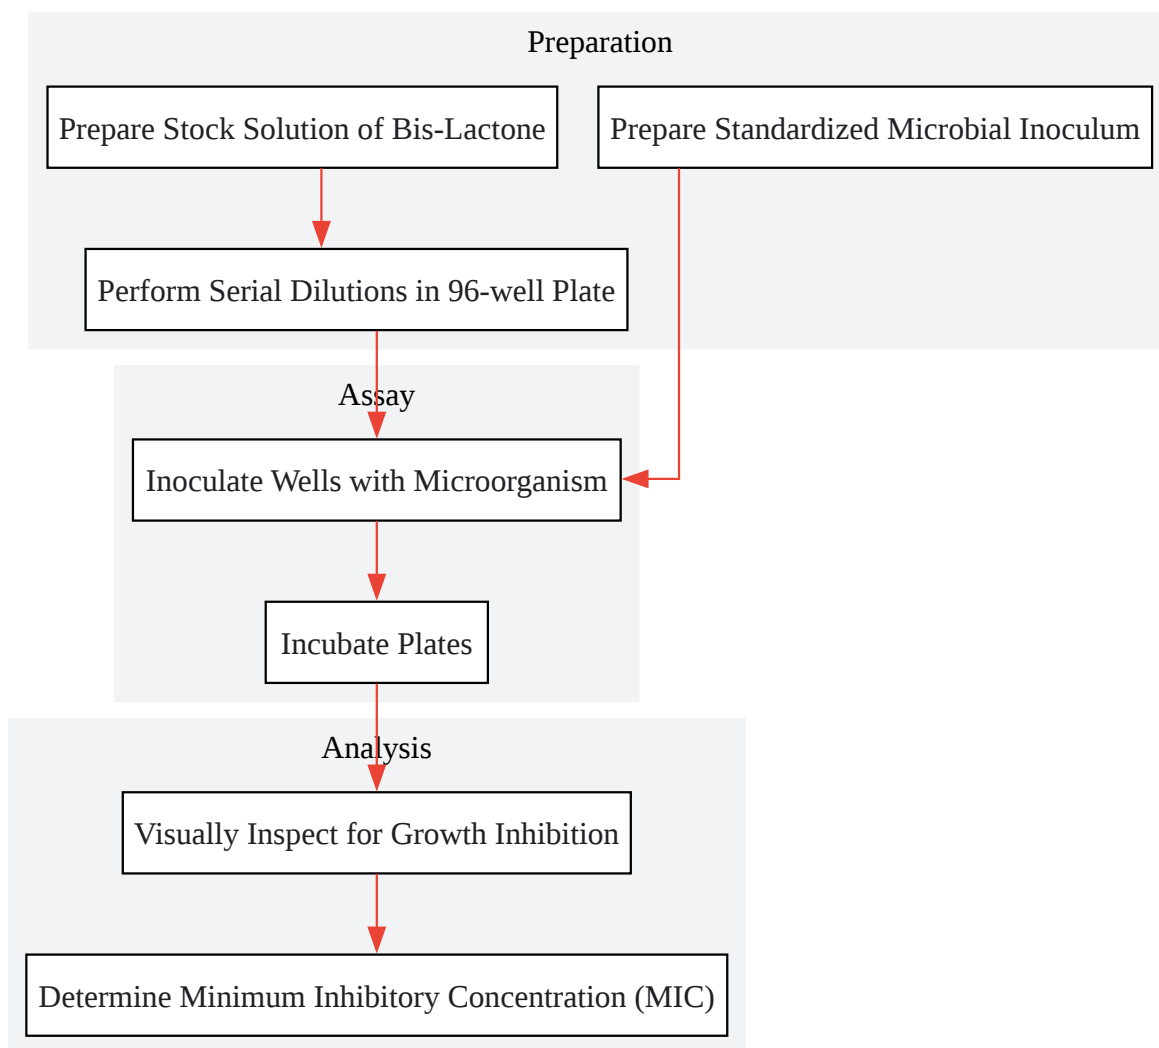 Preparation
Prepare Stock Solution of Bis-Lactone
Prepare Standardized Microbial Inoculum
Perform Serial Dilutions in 96-well Plate
Assay
Inoculate Wells with Microorganism
Incubate Plates
Analysis
Visually Inspect for Growth Inhibition
Determine Minimum Inhibitory Concentration (MIC)